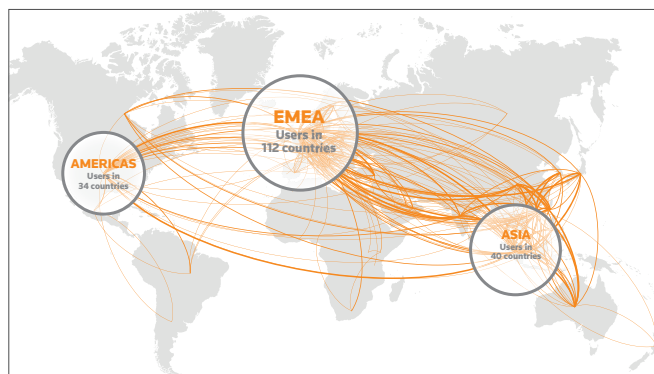 EMEA
Users in
112 countries
AMERICAS
Users in
34 countries
ASIA
Users in
40 countries